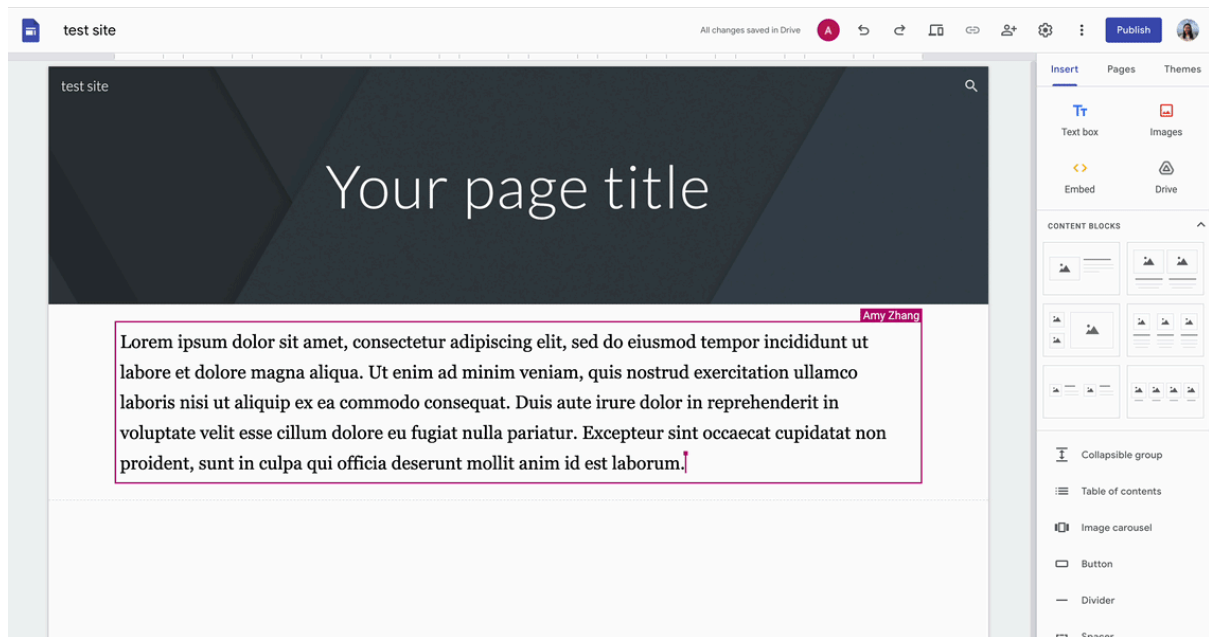 test site
All changes saved in Drive
A
Publish
Insert Pages Themes
test site
Your page title
Text box Images
Embed Drive
CONTENT BLOCKS
Amy Zhang
Lorem ipsum dolor sit amet, consectetur adipiscing elit, sed do eiusmod tempor incididunt ut
labore et dolore magna aliqua. Ut enim ad minim veniam, quis nostrud exercitation ullamco
laboris nisi ut aliquip ex ea commodo consequat. Duis aute irure dolor in reprehenderit in
voluptate velit esse cillum dolore eu fugiat nulla pariatur. Excepteur sint occaecat cupidatat non
proident, sunt in culpa qui officia deserunt mollit anim id est laborum.
Collapsible group
Table of contents
Image carousel
Button
Divider
Spacer